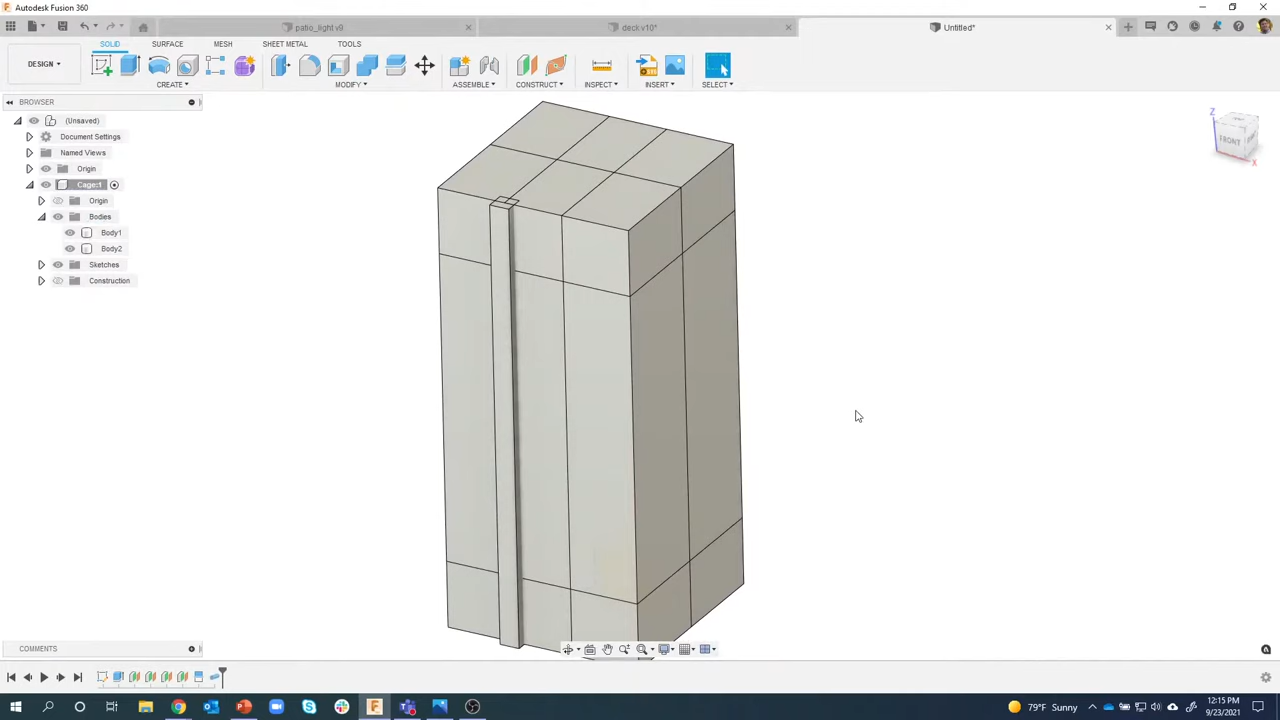 Autodesk Fusion 360
patio_light v9
deck v10*
Untitled*
SOLID
SURFACE
MESH
SHEET METAL
TOOLS
DESIGN
CREATE
MODIFY
ASSEMBLE
CONSTRUCT
INSPECT
INSERT
SELECT
BROWSER
(Unsaved)
Document Settings
Named Views
Origin
Cage:1
Origin
Bodies
Body1
Body2
Sketches
Construction
Z
FRONT
X
COMMENTS
79°F Sunny
12:15 PM
9/23/2021